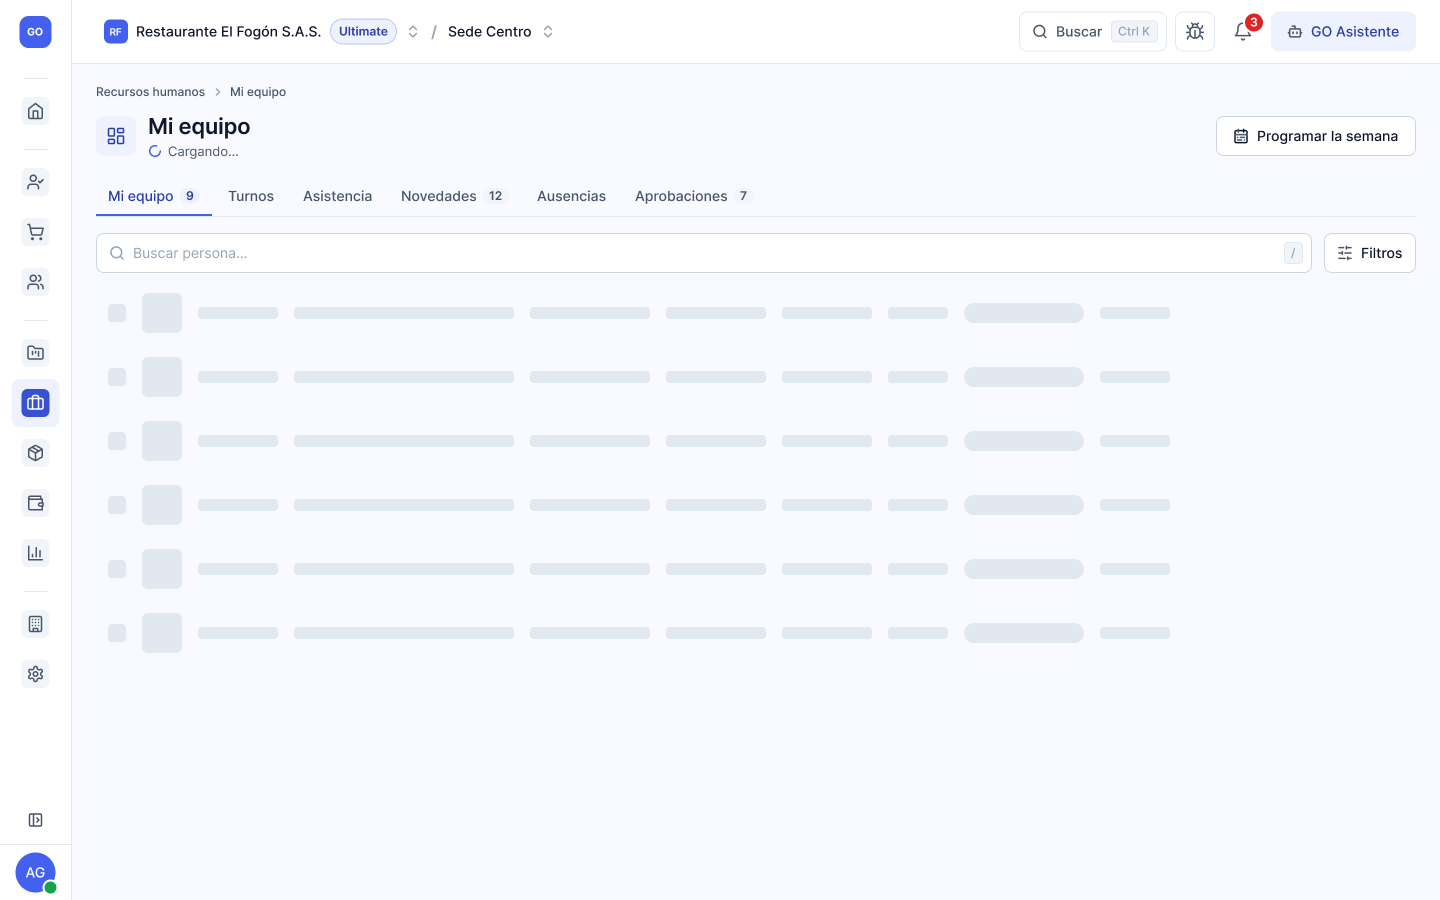 GO
RF Restaurante El Fogón S.A.S. Ultimate / Sede Centro
Buscar Ctrl K
3
GO Asistente
Recursos humanos Mi equipo
Mi equipo
Cargando...
Programar la semana
Mi equipo 9 Turnos Asistencia Novedades 12 Ausencias Aprobaciones 7
Buscar persona... /
Filtros
AG